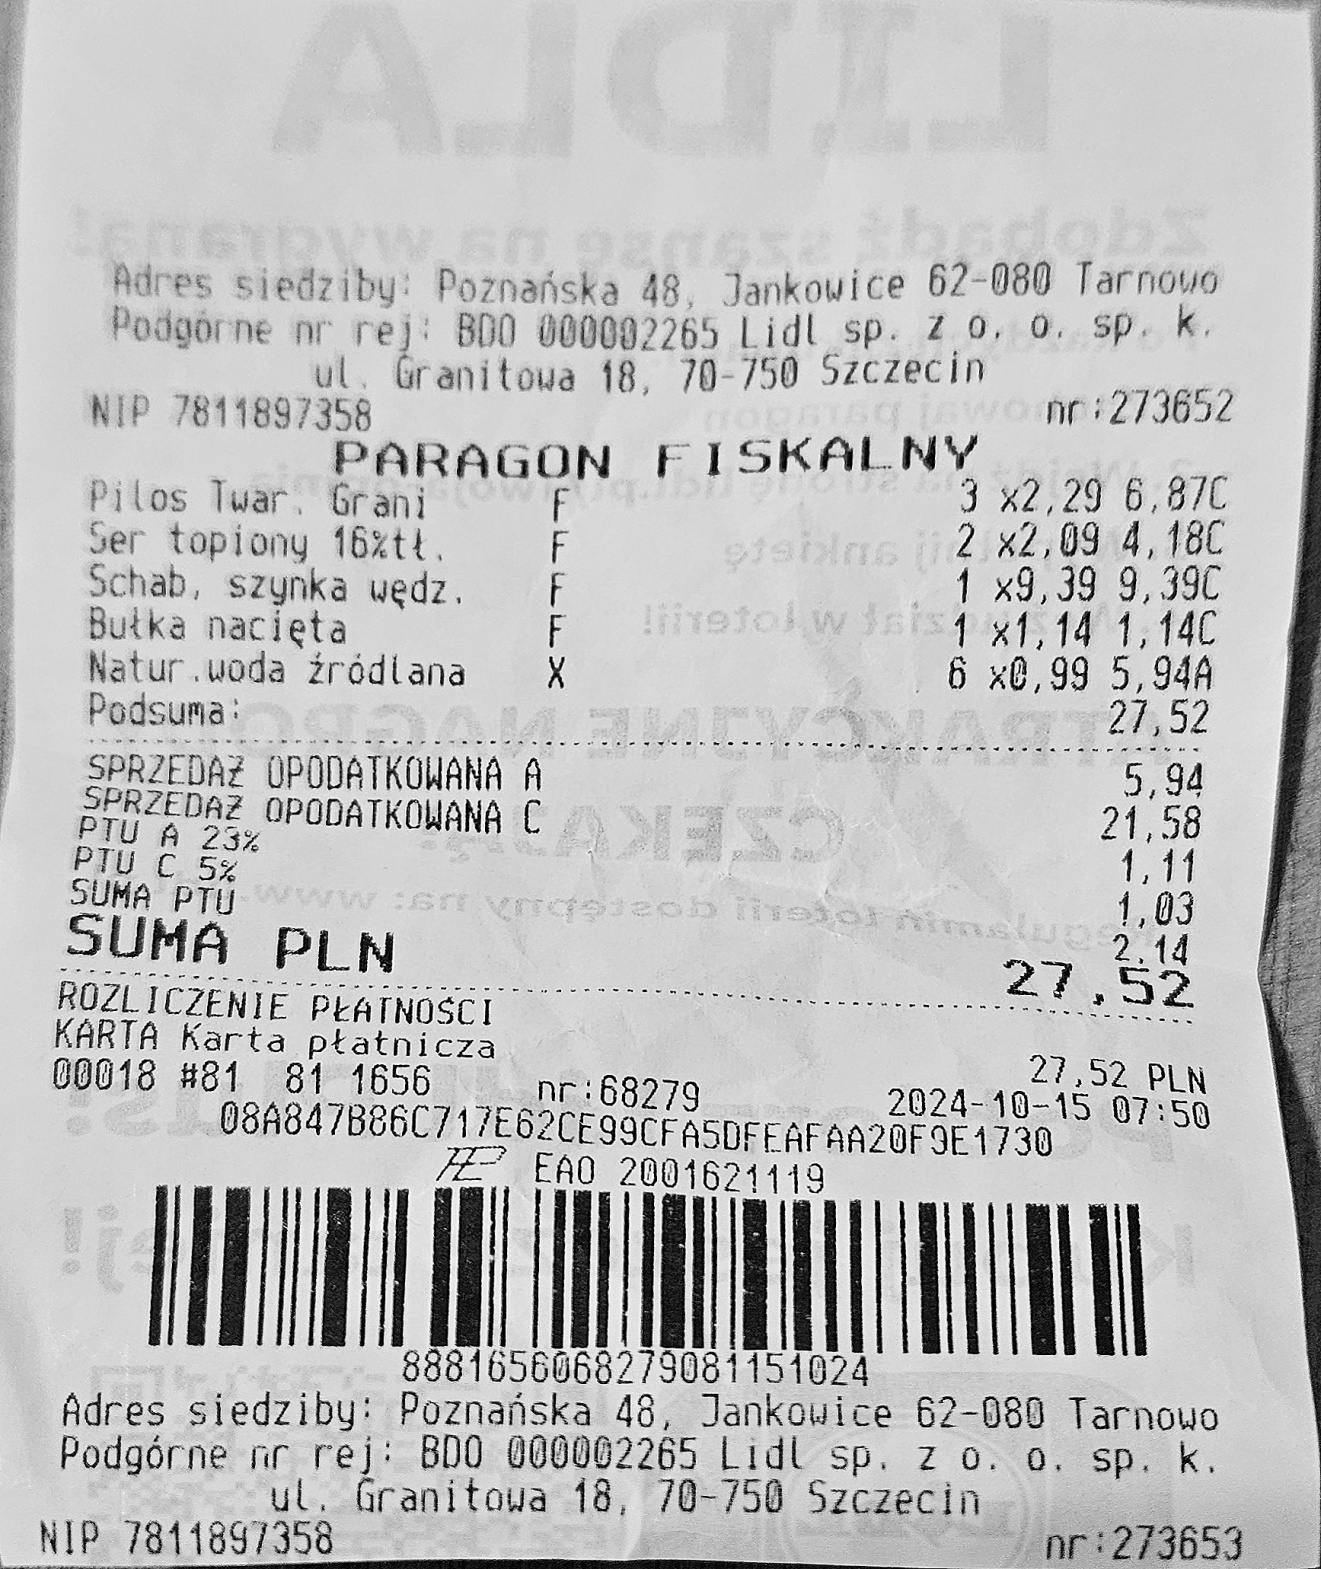 Adres siedziby: Poznańska 48, Jankowice 62-080 Tarnowo
Podgórne nr rej: BDO 000002265 Lidl sp. z o. o. sp. k.
ul. Granitowa 18, 70-750 Szczecin
NIP 7811897358 nr:273652
PARAGON FISKALNY
Pilos Twar. Grani F 3 x2,29 6,87C
Ser topiony 16%tł. F 2 x2,09 4,18C
Schab, szynka wędz. F 1 x9,39 9,39C
Bułka nacięta F 1 x1,14 1,14C
Natur.woda źródlana X 6 x0,99 5,94A
Podsuma: 27,52
SPRZEDAŻ OPODATKOWANA A 5,94
SPRZEDAŻ OPODATKOWANA C 21,58
PTU A 23% 1,11
PTU C 5% 1,03
SUMA PTU 2,14
SUMA PLN 27,52
ROZLICZENIE PŁATNOŚCI
KARTA Karta płatnicza 27,52 PLN
00018 #81 81 1656 nr:68279 2024-10-15 07:50
08A847B86C717E62CE99CFA5DFEAFAA20F9E1730
EAO 2001621119
8881656068279081151024
Adres siedziby: Poznańska 48, Jankowice 62-080 Tarnowo
Podgórne nr rej: BDO 000002265 Lidl sp. z o. o. sp. k.
ul. Granitowa 18, 70-750 Szczecin
NIP 7811897358 nr:273653